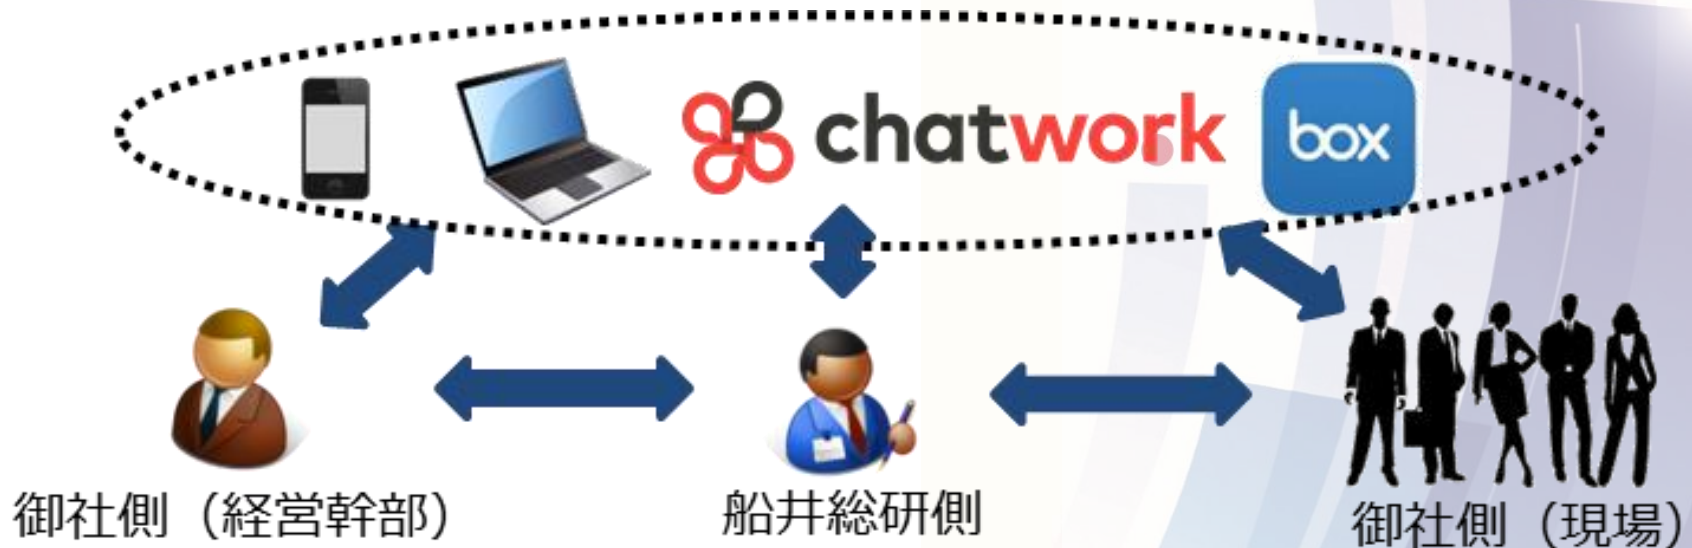 chatwork
box
御社側（経営幹部）
船井総研側
御社側（現場）